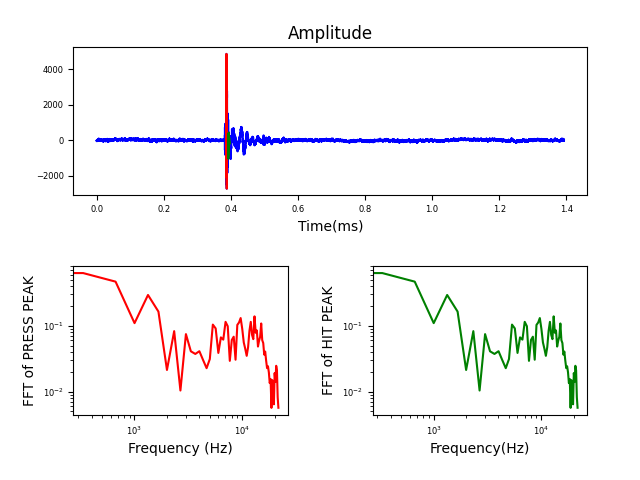 Amplitude
4000
2000
0
−2000
0.0 0.2 0.4 0.6 0.8 1.0 1.2 1.4
Time(ms)
FFT of PRESS PEAK
10⁻¹
10⁻²
10³ 10⁴
Frequency (Hz)
FFT of HIT PEAK
10⁻¹
10⁻²
10³ 10⁴
Frequency(Hz)